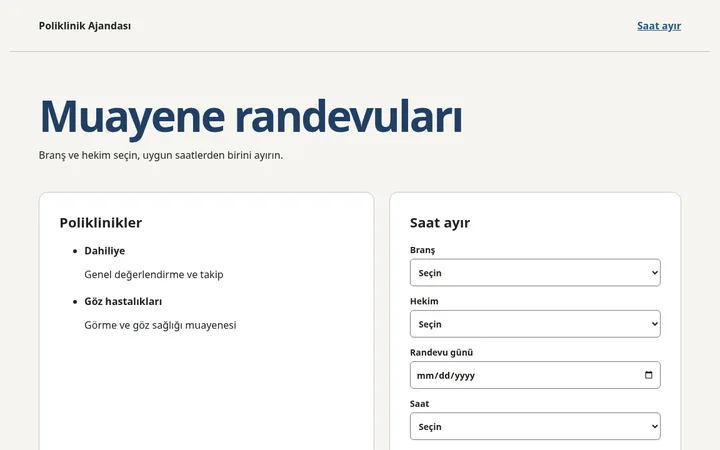 Poliklinik Ajandası
Saat ayır
Muayene randevuları
Branş ve hekim seçin, uygun saatlerden birini ayırın.
Poliklinikler
Dahiliye
Genel değerlendirme ve takip
Göz hastalıkları
Görme ve göz sağlığı muayenesi
Saat ayır
Branş
Seçin
Hekim
Seçin
Randevu günü
mm/dd/yyyy
Saat
Seçin